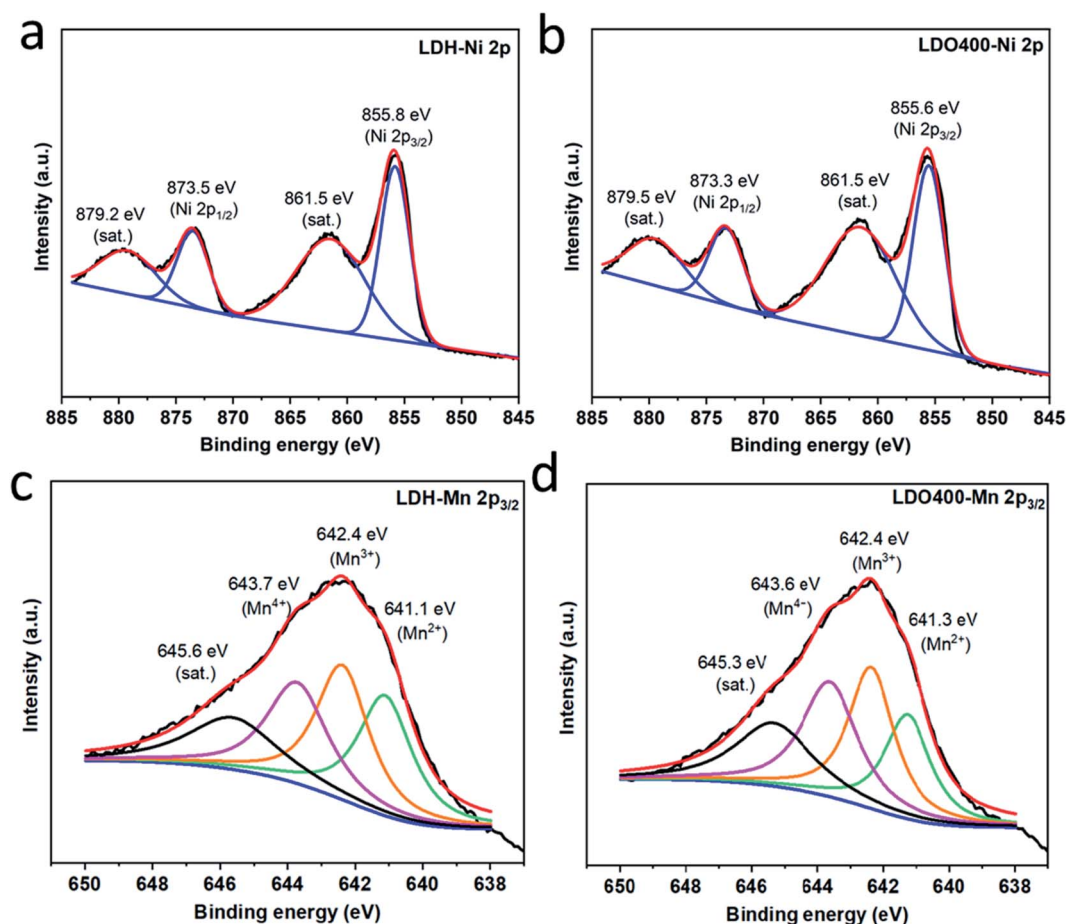 a
LDH-Ni 2p
855.8 eV
(Ni 2p3/2)
873.5 eV
(Ni 2p1/2)
861.5 eV
(sat.)
879.2 eV
(sat.)
Intensity (a.u.)
885 880 875 870 865 860 855 850 845
Binding energy (eV)
b
LDO400-Ni 2p
855.6 eV
(Ni 2p3/2)
879.5 eV
(sat.)
873.3 eV
(Ni 2p1/2)
861.5 eV
(sat.)
Intensity (a.u.)
885 880 875 870 865 860 855 850 845
Binding energy (eV)
c
LDH-Mn 2p3/2
642.4 eV
(Mn3+)
643.7 eV
(Mn4+)
641.1 eV
(Mn2+)
645.6 eV
(sat.)
Intensity (a.u.)
650 648 646 644 642 640 638
Binding energy (eV)
d
LDO400-Mn 2p3/2
642.4 eV
(Mn3+)
643.6 eV
(Mn4-)
641.3 eV
(Mn2+)
645.3 eV
(sat.)
Intensity (a.u.)
650 648 646 644 642 640 638
Binding energy (eV)